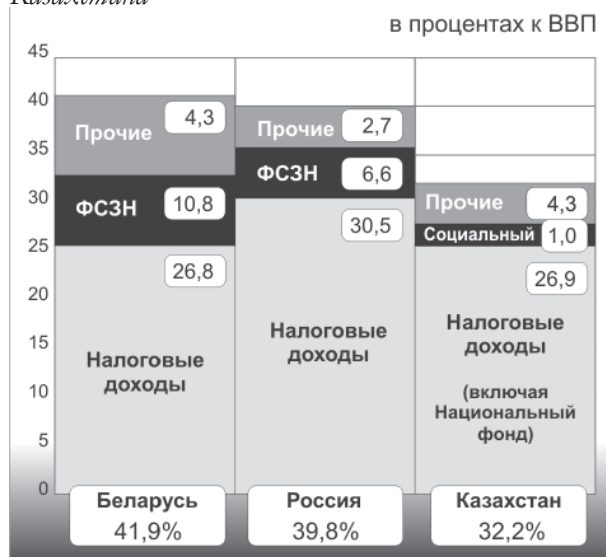 Казахстана
в процентах к ВВП
45
40
35
30
25
20
15
10
5
0
Прочие 4,3
ФСЗН 10,8
26,8
Налоговые
доходы
Беларусь
41,9%
Прочие 2,7
ФСЗН 6,6
30,5
Налоговые
доходы
Россия
39,8%
Прочие 4,3
Социальный 1,0
26,9
Налоговые
доходы
(включая
Национальный
фонд)
Казахстан
32,2%